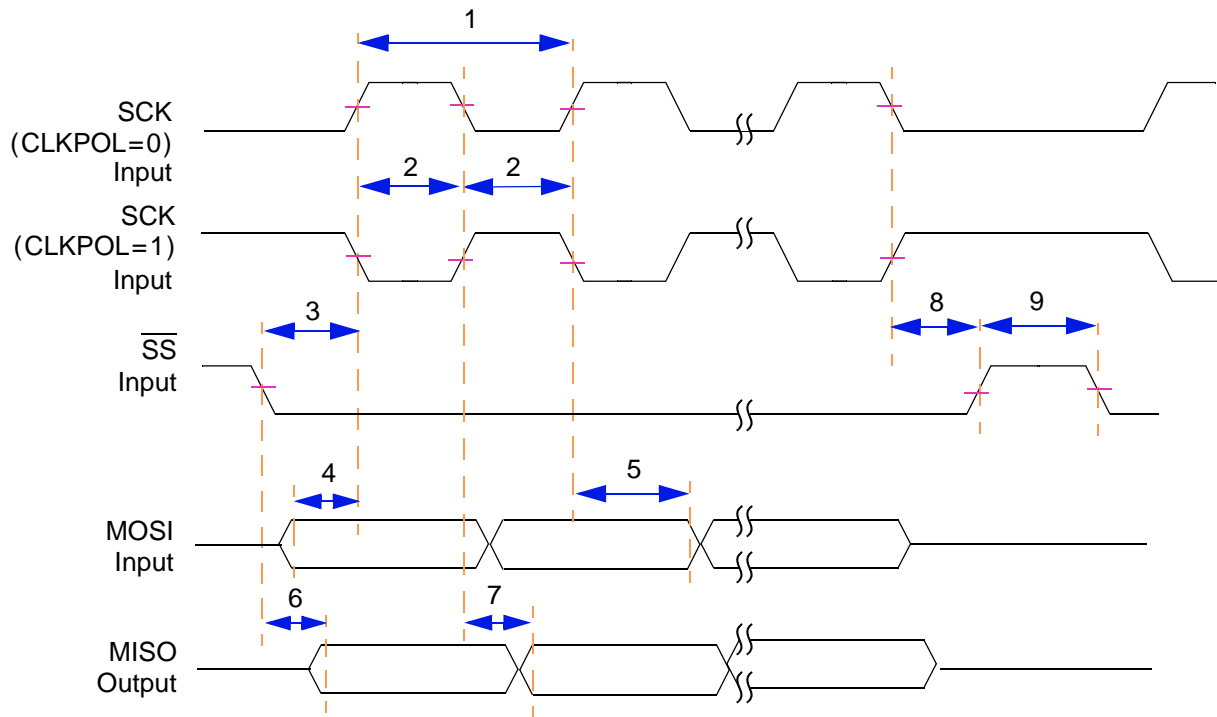 1
SCK
(CLKPOL=0)
Input
2
2
SCK
(CLKPOL=1)
Input
3
8
9
SS
Input
4
5
MOSI
Input
6
7
MISO
Output